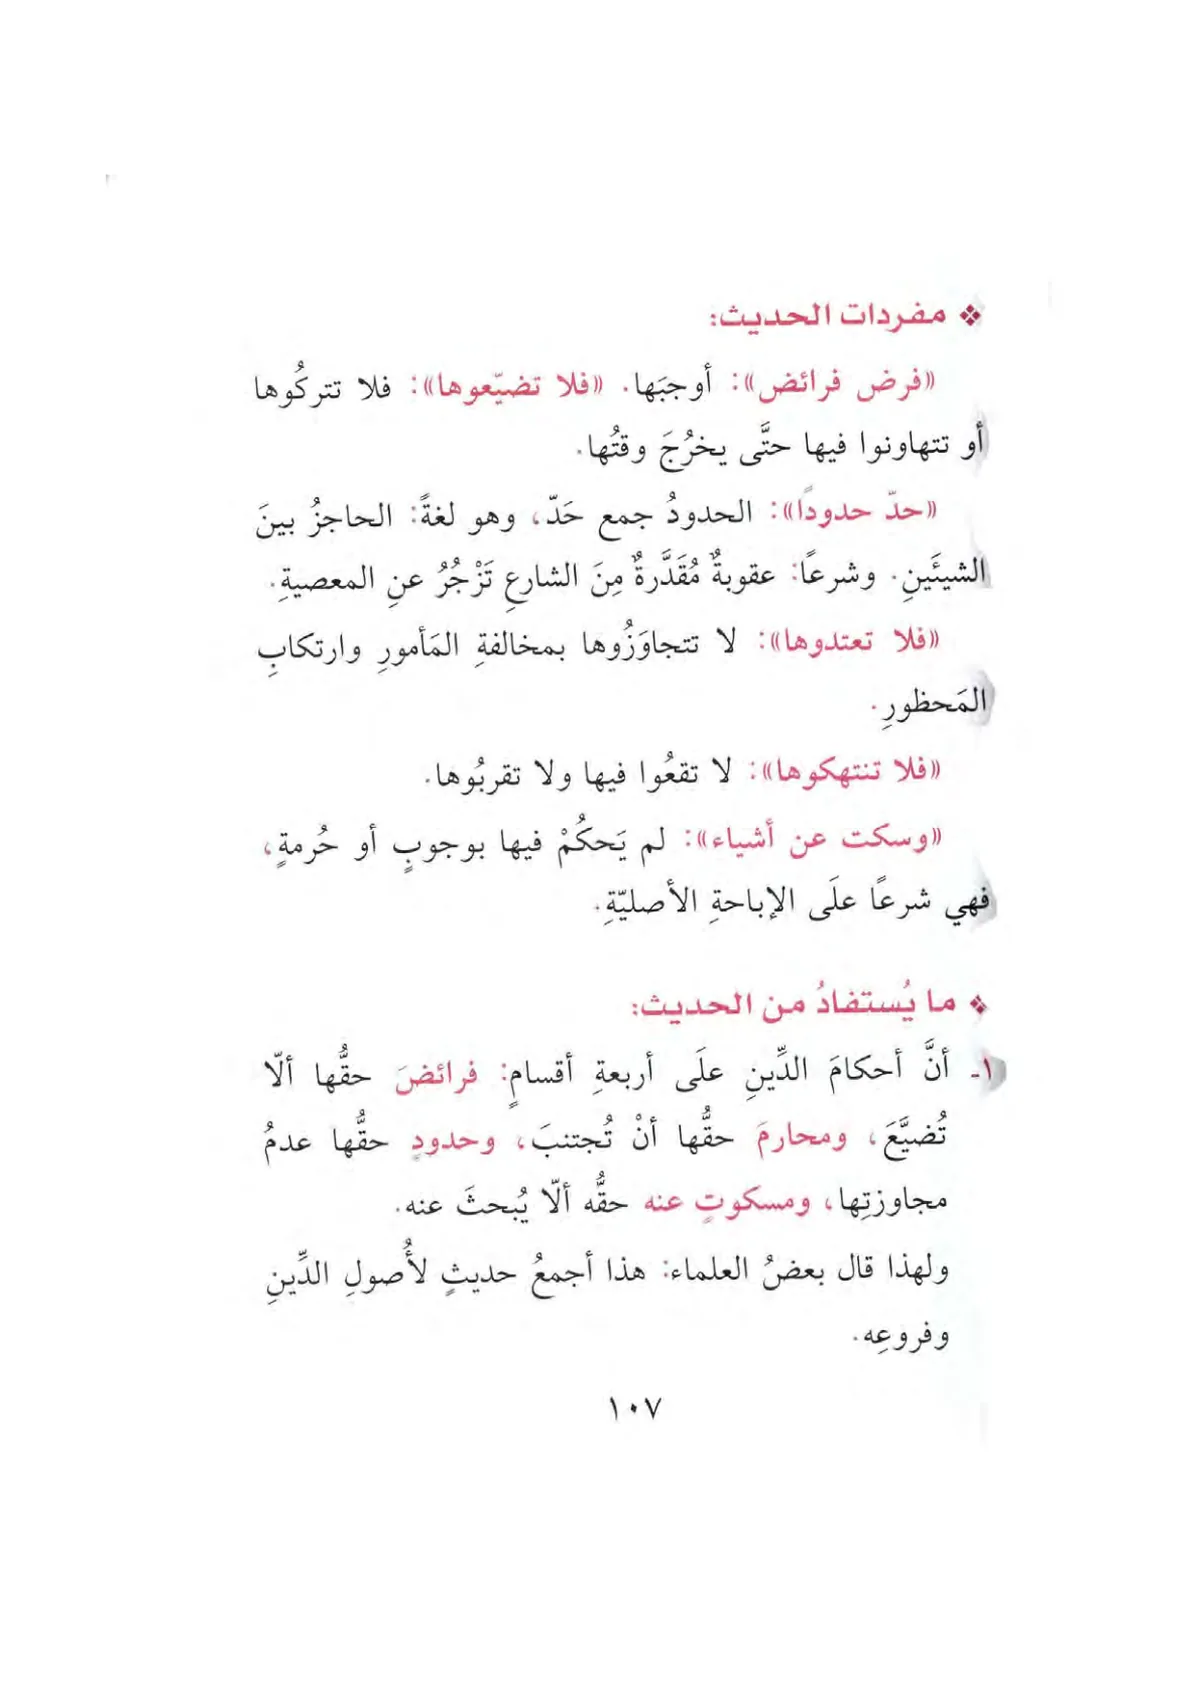 ❖ مفردات الحديث:
«فرض فرائض»: أوجبَها. «فلا تضيّعوها»: فلا تتركُوها
أو تتهاونوا فيها حتَّى يخرُجَ وقتُها.
«حدّ حدودًا»: الحدودُ جمع حَدّ، وهو لغةً: الحاجزُ بينَ
الشيئَينِ. وشرعًا: عقوبةٌ مُقَدَّرةٌ مِنَ الشارعِ تَزْجُرُ عنِ المعصيةِ.
«فلا تعتدوها»: لا تتجاوَزُوها بمخالفةِ المَأمورِ وارتكابِ
المَحظورِ.
«فلا تنتهكوها»: لا تقعُوا فيها ولا تقربُوها.
«وسكت عن أشياء»: لم يَحكُمْ فيها بوجوبٍ أو حُرمةٍ،
فهي شرعًا علَى الإباحةِ الأصليّةِ.
❖ ما يُستفادُ من الحديث:
١- أنَّ أحكامَ الدِّينِ علَى أربعةِ أقسامٍ: فرائضَ حقُّها ألّا
تُضيَّعَ، ومحارمَ حقُّها أنْ تُجتنبَ، وحدودٍ حقُّها عدمُ
مجاوزتِها، ومسكوتٍ عنه حقُّه ألّا يُبحثَ عنه.
ولهذا قال بعضُ العلماء: هذا أجمعُ حديثٍ لأُصولِ الدِّينِ
وفروعِه.
١٠٧